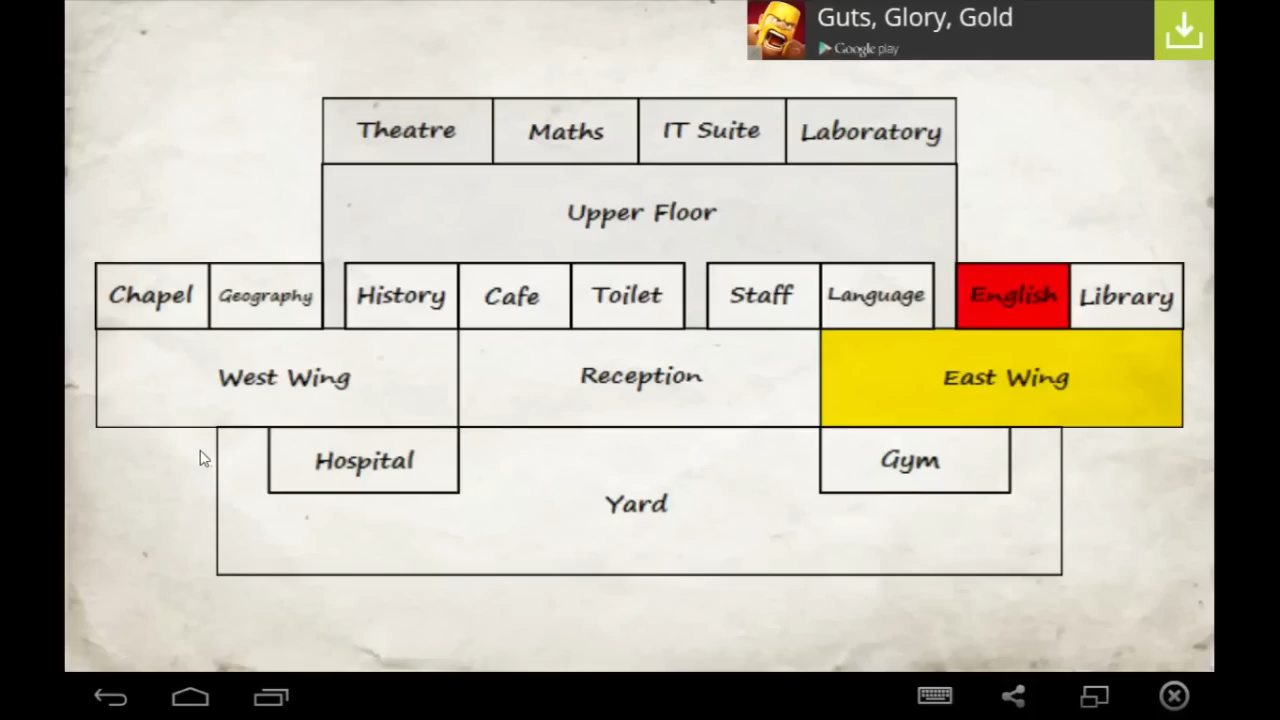 Guts, Glory, Gold
Google play
Theatre Maths IT Suite Laboratory
Upper Floor
Chapel Geography History Cafe Toilet Staff Language English Library
West Wing Reception East Wing
Hospital Gym
Yard